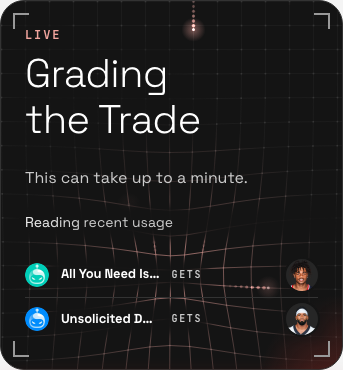 LIVE
Grading
the Trade
This can take up to a minute.
Reading recent usage
All You Need Is... GETS
Unsolicited D... GETS